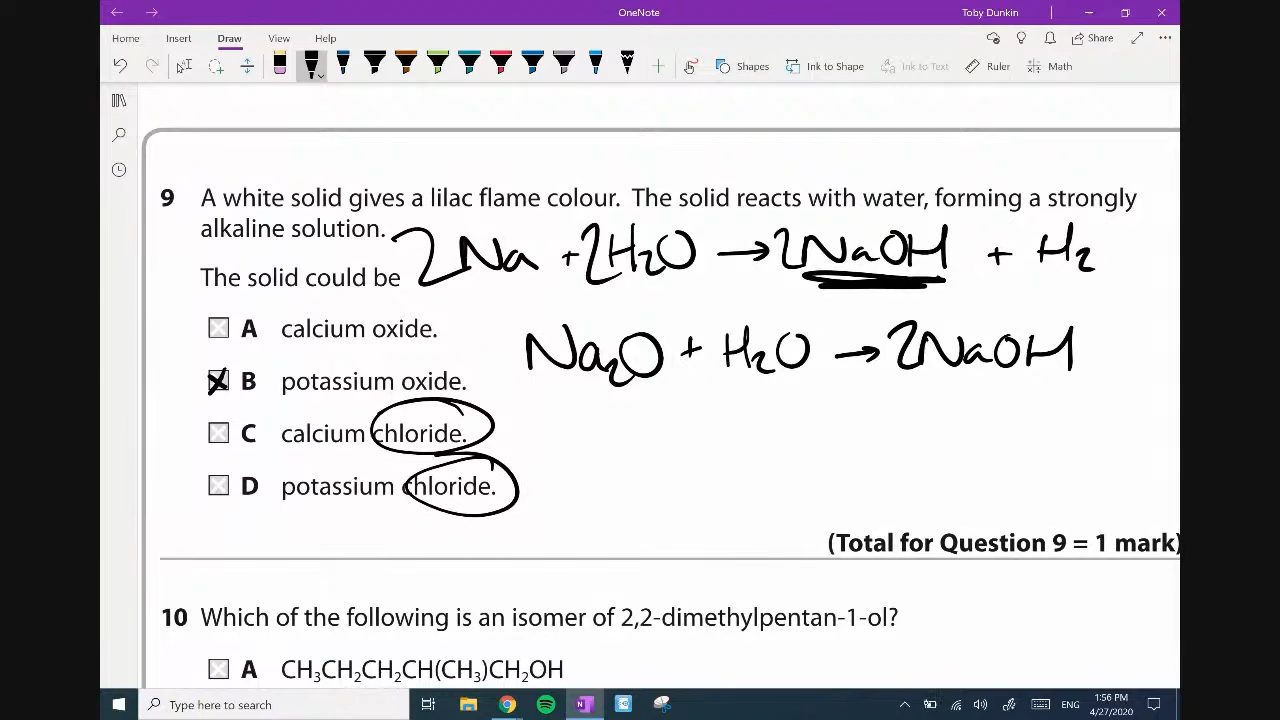 OneNote
Toby Dunkin
Home Insert Draw View Help
Share
Shapes Ink to Shape Ink to Text Ruler Math
9 A white solid gives a lilac flame colour. The solid reacts with water, forming a strongly
alkaline solution.
2Na + 2H₂O → 2NaOH + H₂
The solid could be
A calcium oxide.
Na₂O + H₂O → 2NaOH
B potassium oxide.
C calcium chloride.
D potassium chloride.
(Total for Question 9 = 1 mark)
10 Which of the following is an isomer of 2,2-dimethylpentan-1-ol?
A CH₃CH₂CH₂CH(CH₃)CH₂OH
Type here to search
ENG
1:56 PM
4/27/2020